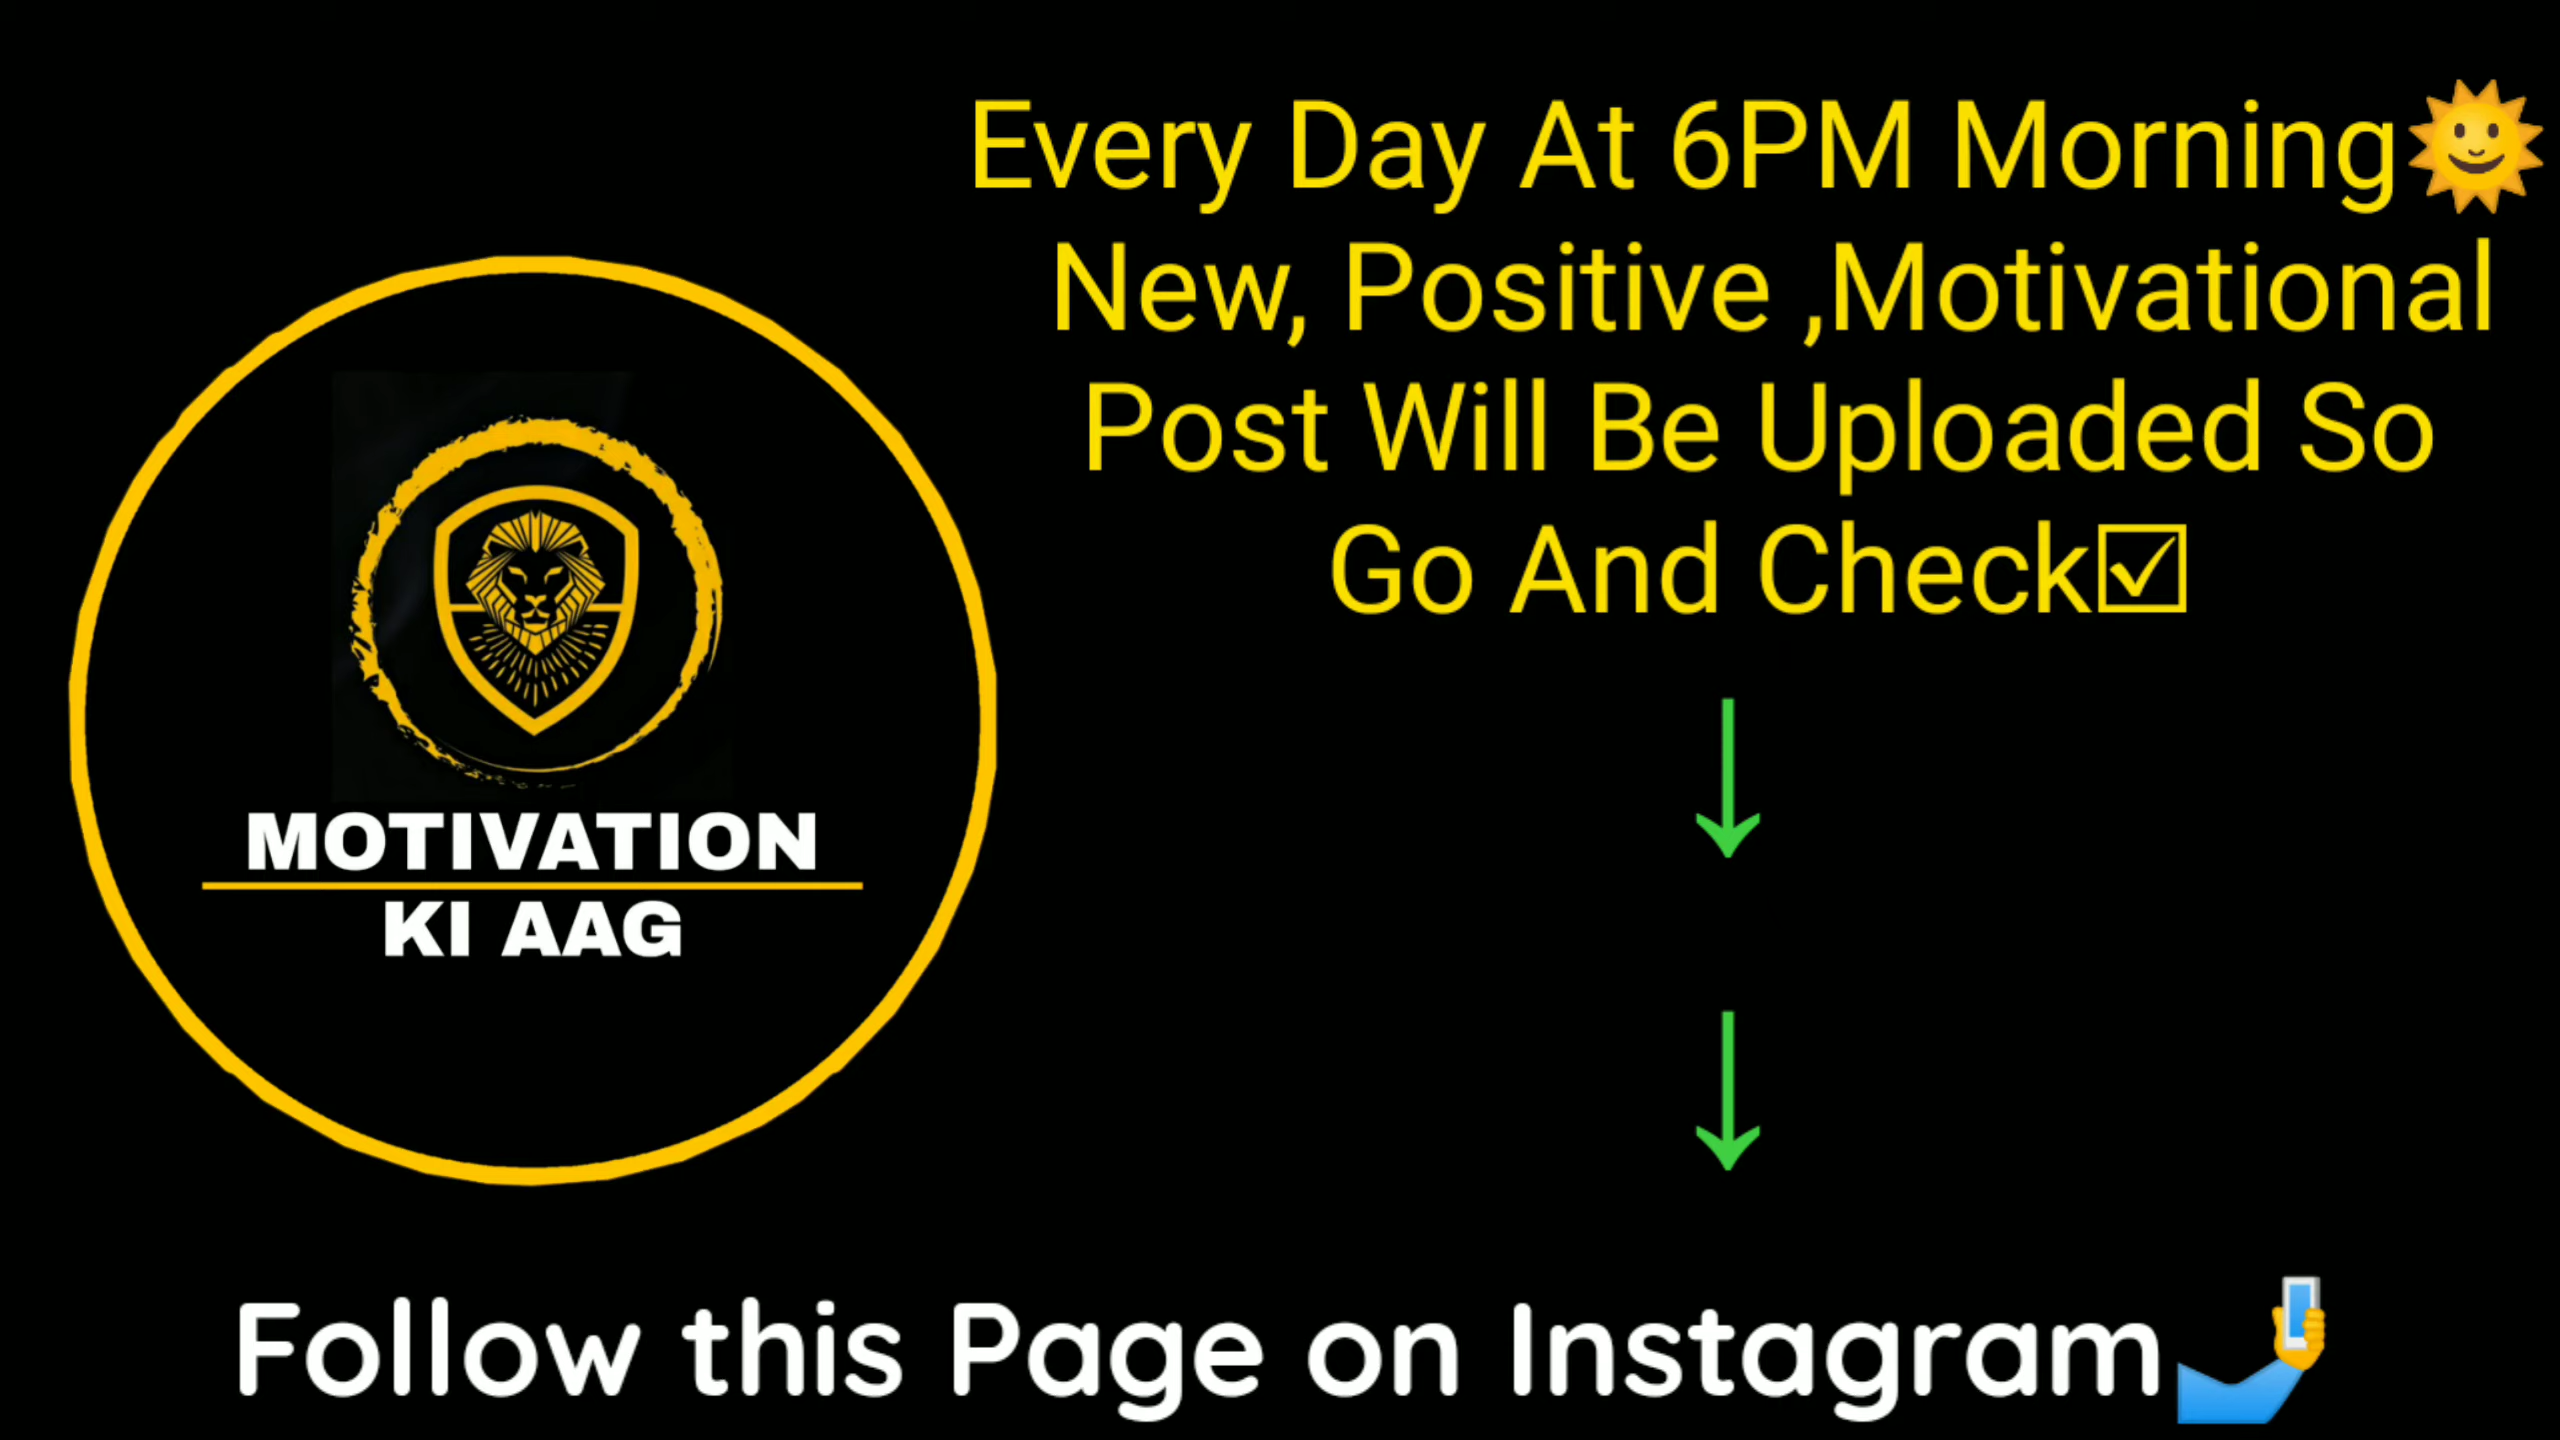 Every Day At 6PM Morning🌞
New, Positive ,Motivational
Post Will Be Uploaded So
Go And Check☑
↓
↓
MOTIVATION
KI AAG
Follow this Page on Instagram🤳